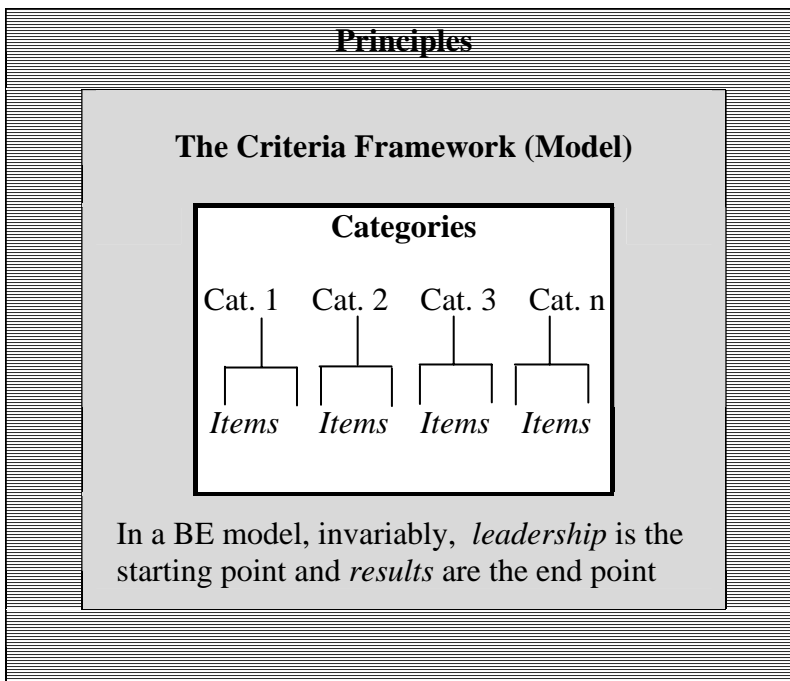 Principles
The Criteria Framework (Model)
Categories
Cat. 1 Cat. 2 Cat. 3 Cat. n
Items Items Items Items
In a BE model, invariably, leadership is the
starting point and results are the end point